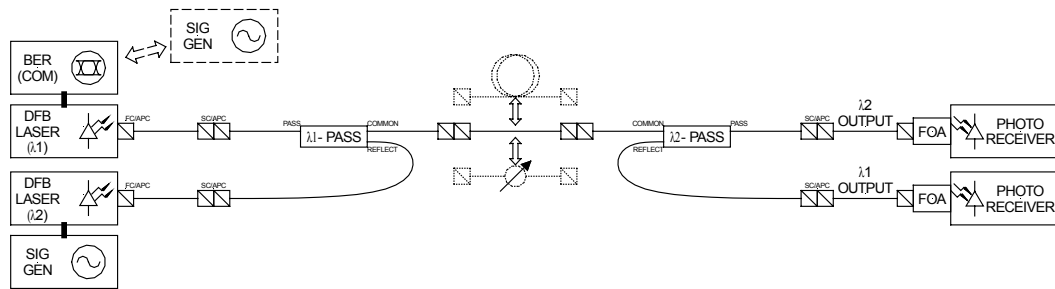 SIG
GEN
BER
(COM)
DFB
LASER
(λ1)
FC/APC
SC/APC
PASS
λ1- PASS
COMMON
REFLECT
COMMON
REFLECT
λ2- PASS
PASS
SC/APC
λ2
OUTPUT
FOA
PHOTO
RECEIVER
DFB
LASER
(λ2)
FC/APC
SC/APC
SC/APC
λ1
OUTPUT
FOA
PHOTO
RECEIVER
SIG
GEN